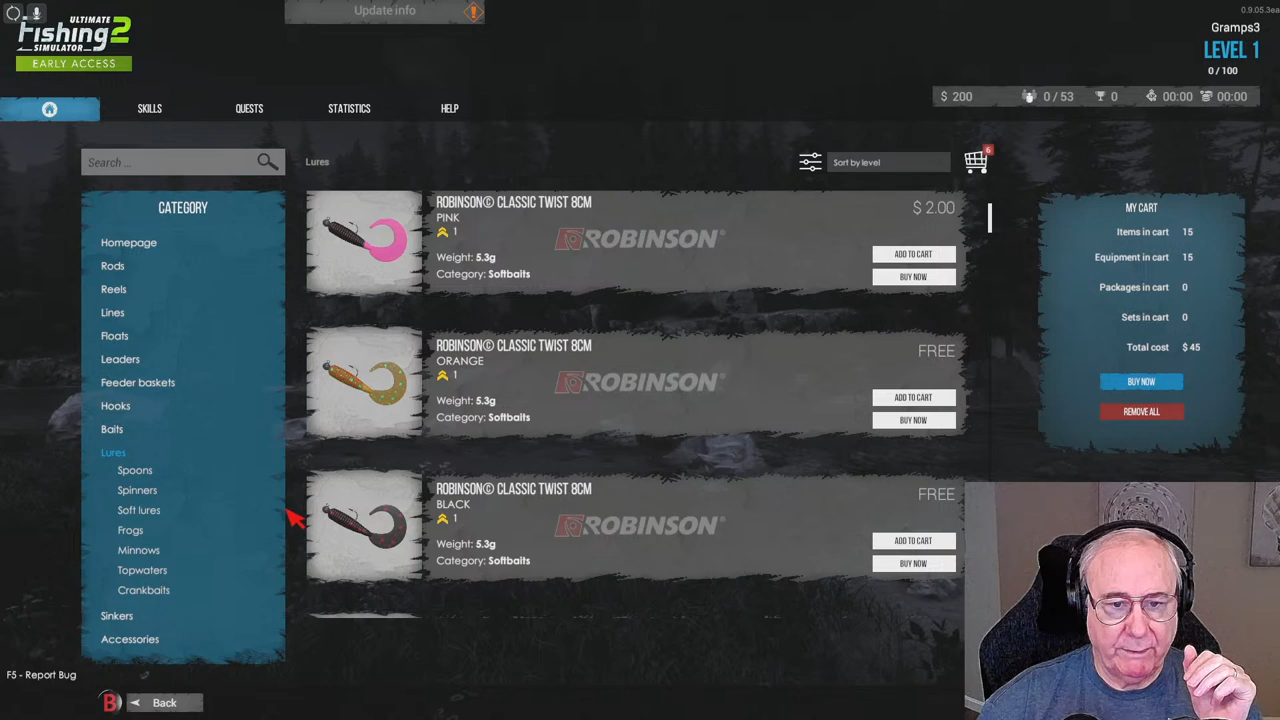 Update info
0.9.05.3ea
ULTIMATE
Fishing 2
SIMULATOR
EARLY ACCESS
Gramps3
LEVEL 1
0 / 100
SKILLS
QUESTS
STATISTICS
HELP
$ 200
0 / 53
0
00:00
00:00
Search ...
Lures
Sort by level
6
CATEGORY
Homepage
Rods
Reels
Lines
Floats
Leaders
Feeder baskets
Hooks
Baits
Lures
Spoons
Spinners
Soft lures
Frogs
Minnows
Topwaters
Crankbaits
Sinkers
Accessories
ROBINSON© CLASSIC TWIST 8CM
PINK
1
$ 2.00
ROBINSON®
Weight: 5.3g
Category: Softbaits
ADD TO CART
BUY NOW
ROBINSON© CLASSIC TWIST 8CM
ORANGE
1
FREE
ROBINSON®
Weight: 5.3g
Category: Softbaits
ADD TO CART
BUY NOW
ROBINSON© CLASSIC TWIST 8CM
BLACK
1
FREE
ROBINSON®
Weight: 5.3g
Category: Softbaits
ADD TO CART
BUY NOW
MY CART
Items in cart 15
Equipment in cart 15
Packages in cart 0
Sets in cart 0
Total cost $ 45
BUY NOW
REMOVE ALL
F5 - Report Bug
B Back